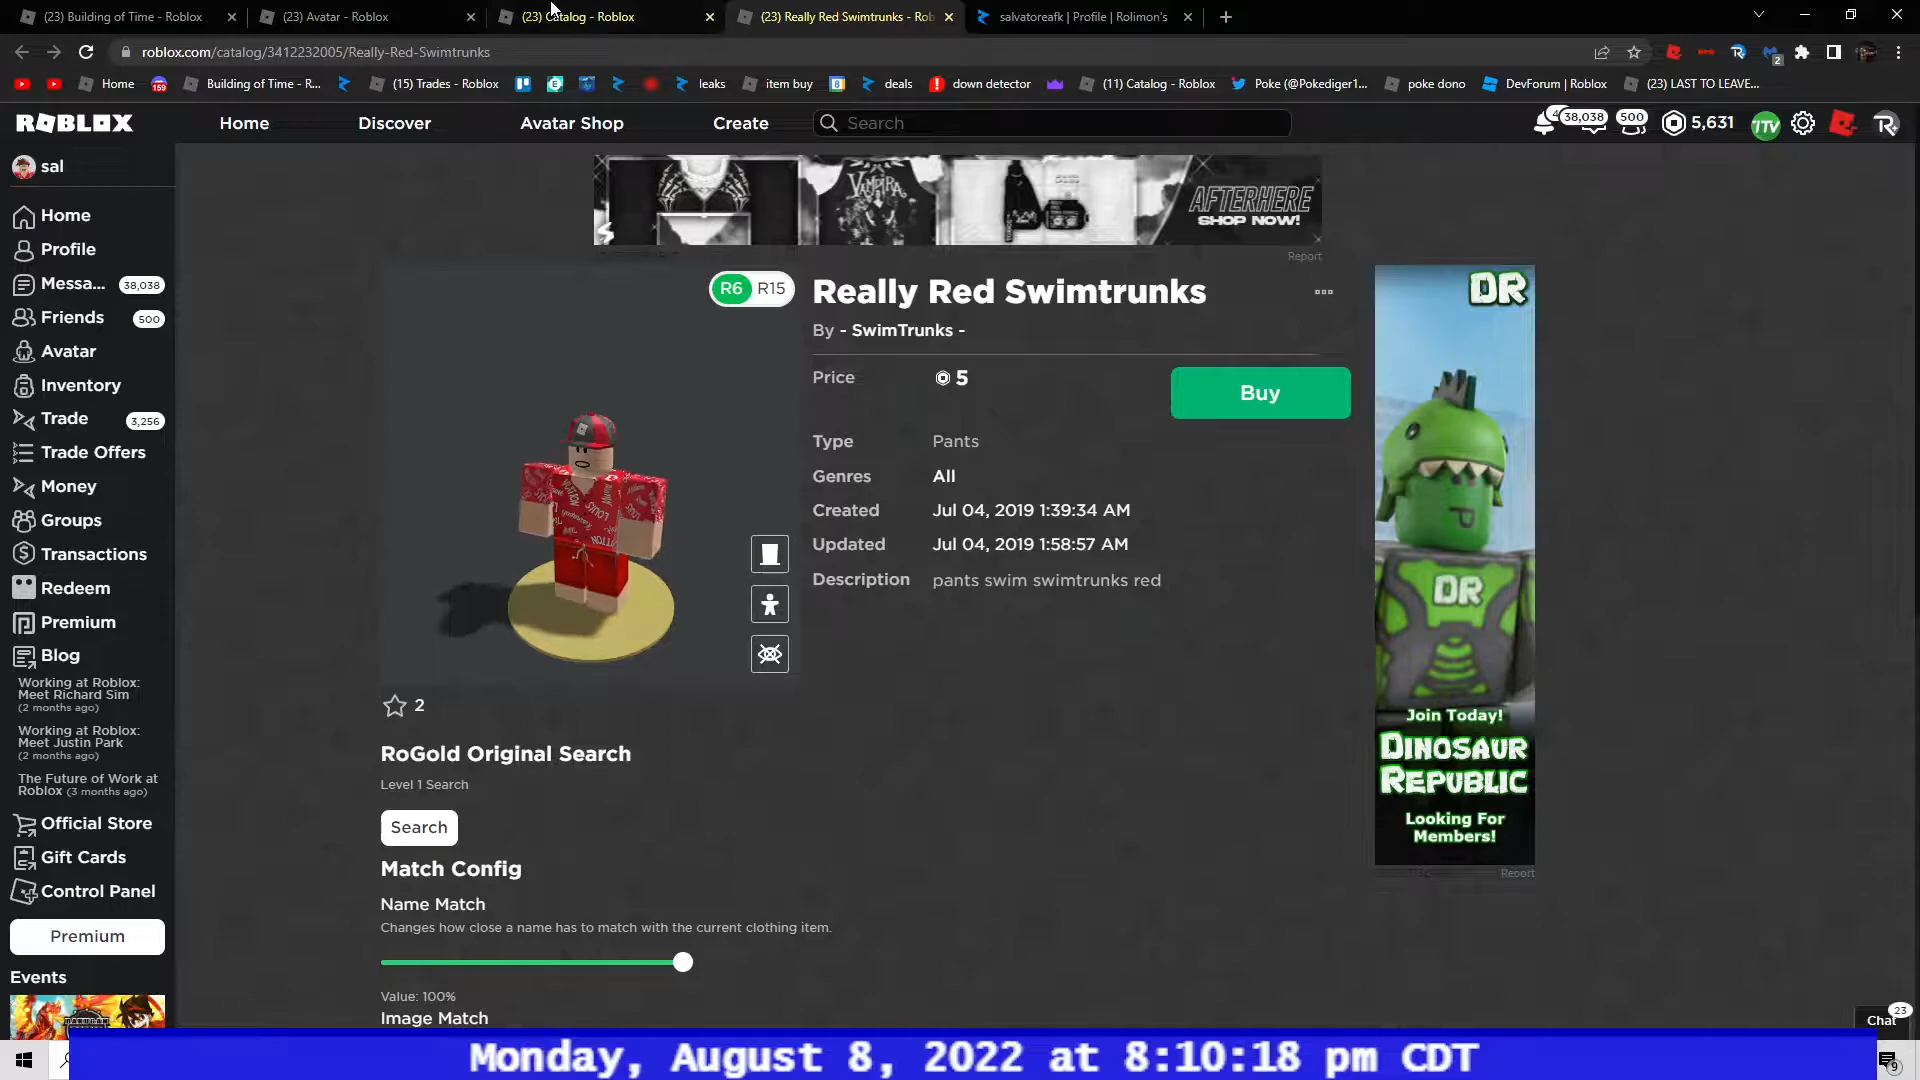 (23) Building of Time - Roblox
(23) Avatar - Roblox
(23) Catalog - Roblox
(23) Really Red Swimtrunks - Rob
salvatoreafk | Profile | Rolimon's
roblox.com/catalog/3412232005/Really-Red-Swimtrunks
2
Home
159
Building of Time - R...
(15) Trades - Roblox
leaks
item buy
8
deals
down detector
(11) Catalog - Roblox
Poke (@Pokediger1...
poke dono
DevForum | Roblox
(23) LAST TO LEAVE...
ROBLOX
Home
Discover
Avatar Shop
Create
Search
38,038
500
5,631
sal
Home
Profile
Messa... 38,038
Friends 500
Avatar
Inventory
Trade 3,256
Trade Offers
Money
Groups
Transactions
Redeem
Premium
Blog
Working at Roblox:
Meet Richard Sim
(2 months ago)
Working at Roblox:
Meet Justin Park
(2 months ago)
The Future of Work at
Roblox (3 months ago)
Official Store
Gift Cards
Control Panel
Premium
Events
VAMPIRA
AFTERHERE
SHOP NOW!
Report
R6 R15
Really Red Swimtrunks
By - SwimTrunks -
Price 5
Buy
Type Pants
Genres All
Created Jul 04, 2019 1:39:34 AM
Updated Jul 04, 2019 1:58:57 AM
Description pants swim swimtrunks red
2
RoGold Original Search
Level 1 Search
Search
Match Config
Name Match
Changes how close a name has to match with the current clothing item.
Value: 100%
Image Match
DR
DR
Join Today!
DINOSAUR
REPUBLIC
Looking For
Members!
Report
Chat
23
Monday, August 8, 2022 at 8:10:18 pm CDT
9